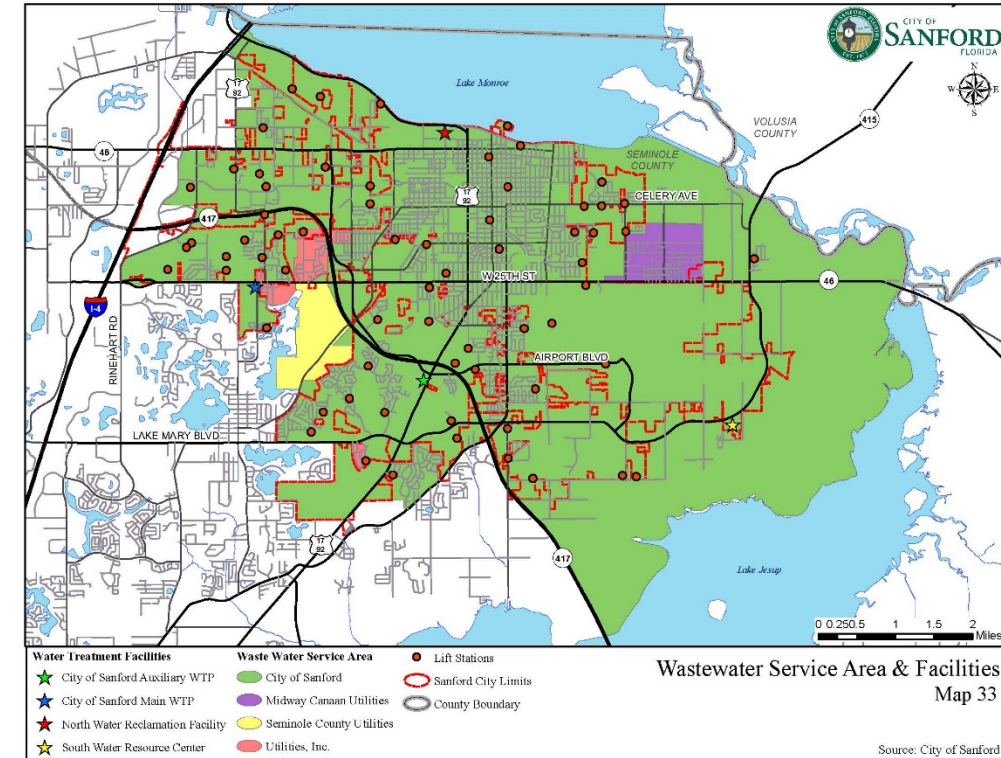 CITY OF
SANFORD
FLORIDA
N
W E
S
Lake Monroe
17
92
VOLUSIA
COUNTY
415
46
SEMINOLE
COUNTY
17
92
CELERY AVE
417
W 25TH ST
46
I-4
RINEHART RD
AIRPORT BLVD
LAKE MARY BLVD
17
92
417
Lake Jesup
0 0.25 0.5 1 1.5 2
Miles
Water Treatment Facilities
City of Sanford Auxiliary WTP
City of Sanford Main WTP
North Water Reclamation Facility
South Water Resource Center
Waste Water Service Area
City of Sanford
Midway Canaan Utilities
Seminole County Utilities
Utilities, Inc.
Lift Stations
Sanford City Limits
County Boundary
Wastewater Service Area & Facilities
Map 33
Source: City of Sanford